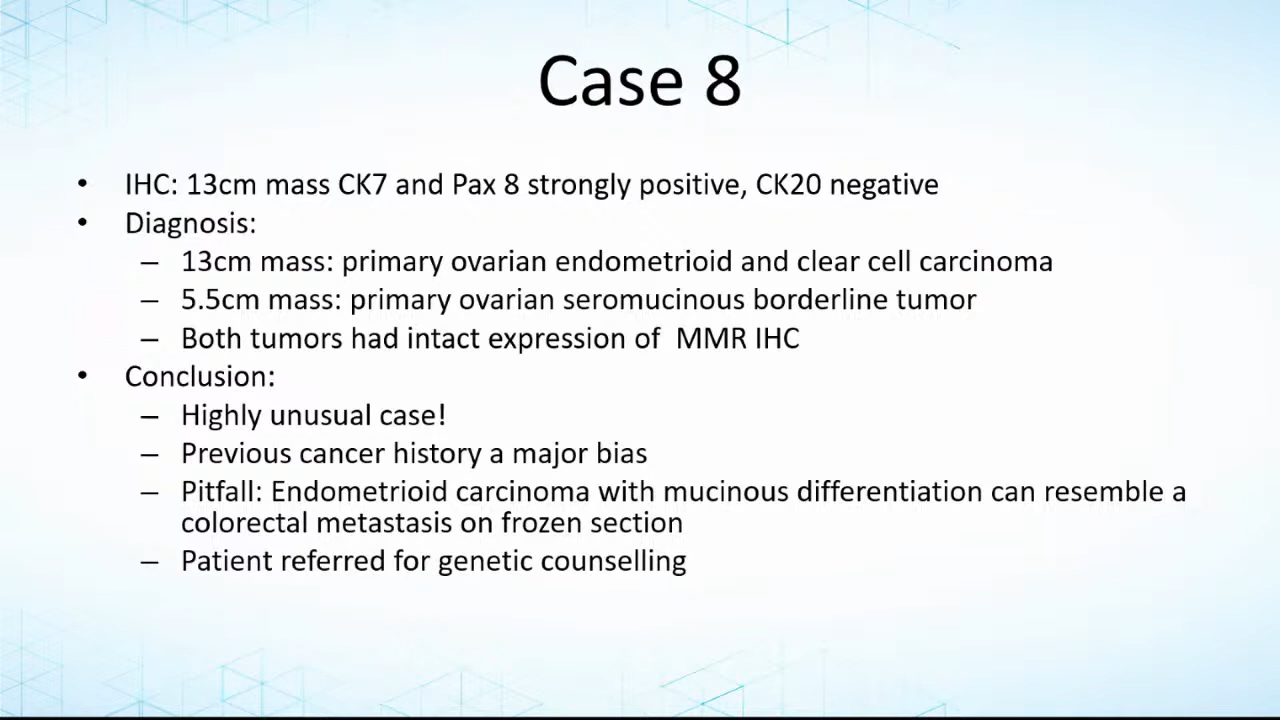 Case 8
• IHC: 13cm mass CK7 and Pax 8 strongly positive, CK20 negative
• Diagnosis:
– 13cm mass: primary ovarian endometrioid and clear cell carcinoma
– 5.5cm mass: primary ovarian seromucinous borderline tumor
– Both tumors had intact expression of  MMR IHC
• Conclusion:
– Highly unusual case!
– Previous cancer history a major bias
– Pitfall: Endometrioid carcinoma with mucinous differentiation can resemble a
colorectal metastasis on frozen section
– Patient referred for genetic counselling